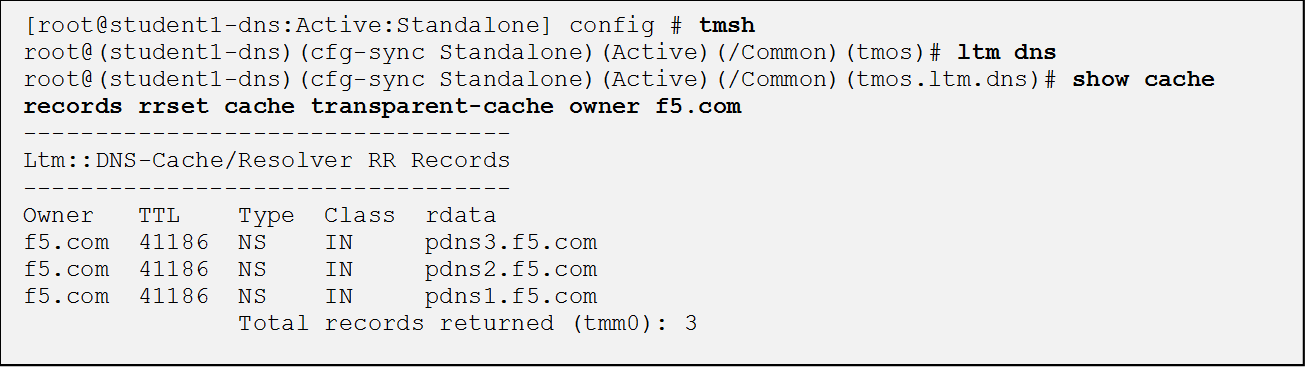 [root@student1-dns:Active:Standalone] config # tmsh
root@(student1-dns)(cfg-sync Standalone)(Active)(/Common)(tmos)# ltm dns
root@(student1-dns)(cfg-sync Standalone)(Active)(/Common)(tmos.ltm.dns)# show cache
records rrset cache transparent-cache owner f5.com
----------------------------------
Ltm::DNS-Cache/Resolver RR Records
----------------------------------
Owner   TTL    Type  Class  rdata
f5.com  41186  NS    IN     pdns3.f5.com
f5.com  41186  NS    IN     pdns2.f5.com
f5.com  41186  NS    IN     pdns1.f5.com
               Total records returned (tmm0): 3